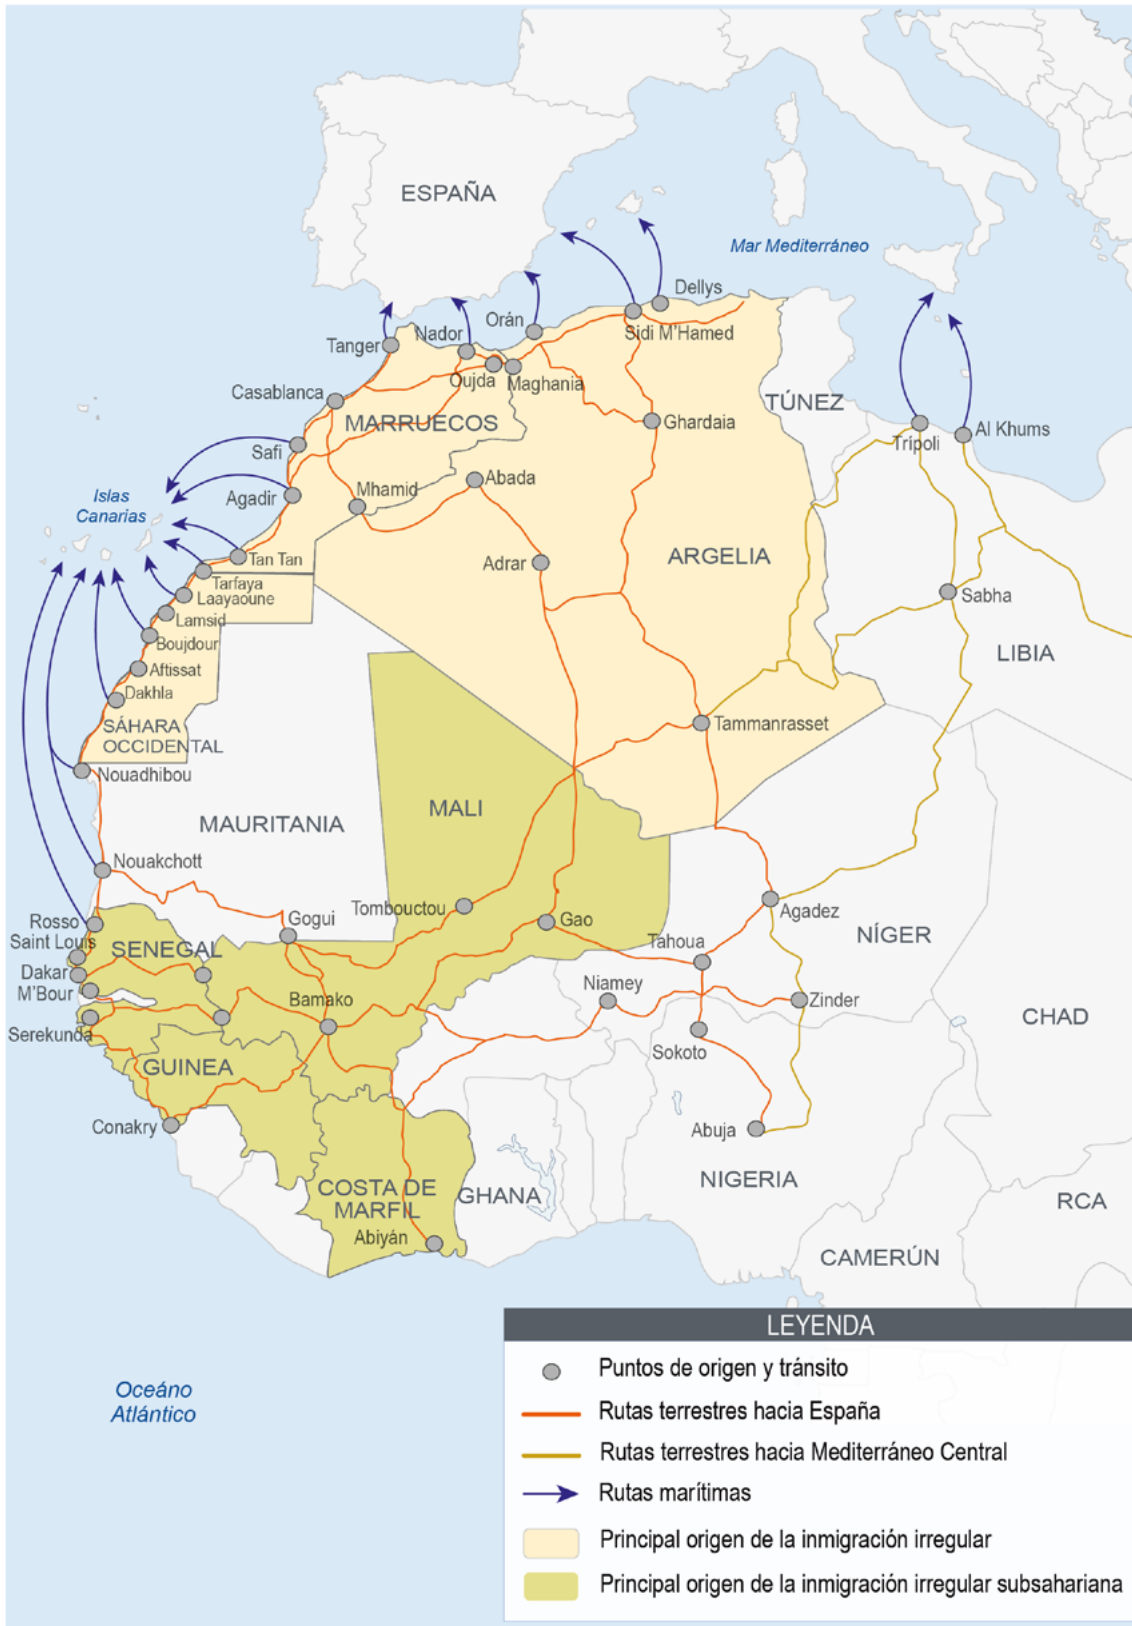 ESPAÑA
Mar Mediterráneo
Dellys
Orán
Nador
Tanger
Sidi M'Hamed
Oujda
Maghania
Casablanca
TÚNEZ
MARRUECOS
Ghardaia
Al Khums
Trípoli
Safi
Abada
Mhamid
Agadir
Islas
Canarias
Tan Tan
Adrar
ARGELIA
Tarfaya
Laayaoune
Sabha
Lamsid
Boujdour
LIBIA
Aftissat
Dakhla
SÁHARA
OCCIDENTAL
Tammanrasset
Nouadhibou
MALI
MAURITANIA
Nouakchott
Tombouctou
Gao
Agadez
Rosso
Gogui
Saint Louis
SENEGAL
NÍGER
Tahoua
Dakar
M'Bour
Niamey
Bamako
Zinder
CHAD
Serekunda
Sokoto
GUINEA
Conakry
Abuja
NIGERIA
COSTA DE
MARFIL
GHANA
RCA
Abiyán
CAMERÚN
LEYENDA
Puntos de origen y tránsito
Rutas terrestres hacia España
Rutas terrestres hacia Mediterráneo Central
Rutas marítimas
Principal origen de la inmigración irregular
Principal origen de la inmigración irregular subsahariana
Oceáno
Atlántico